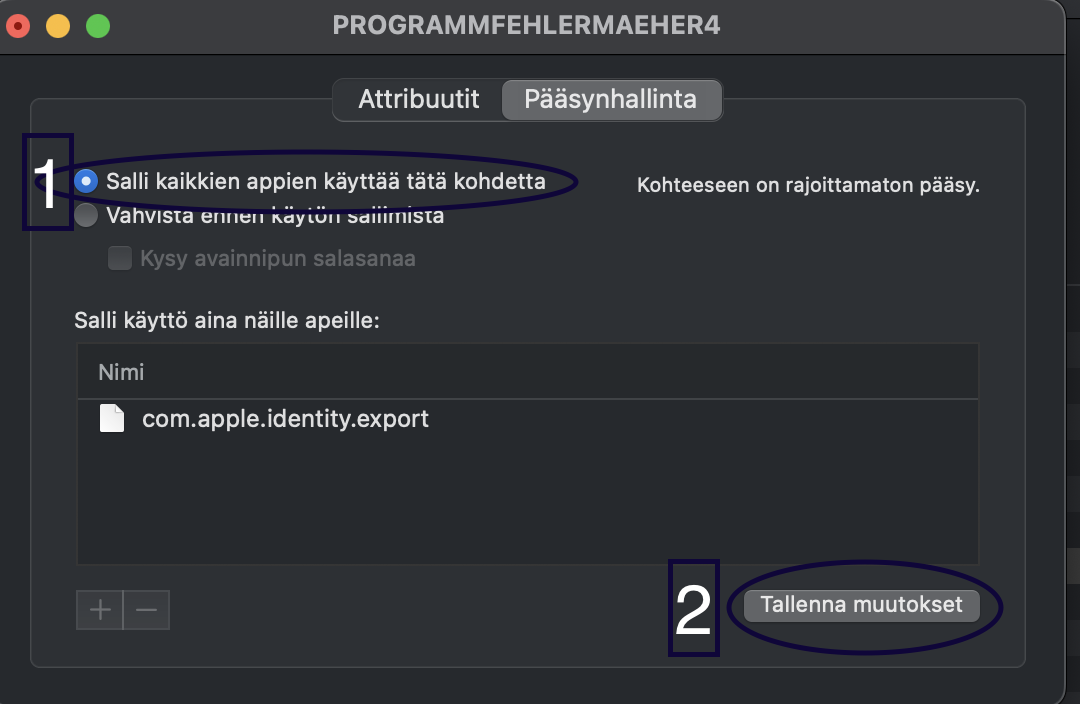 PROGRAMMFEHLERMAEHER4
Attribuutit
Pääsynhallinta
1
Salli kaikkien appien käyttää tätä kohdetta
Kohteeseen on rajoittamaton pääsy.
Vahvista ennen käytön sallimista
Kysy avainnipun salasanaa
Salli käyttö aina näille apeille:
Nimi
com.apple.identity.export
2
Tallenna muutokset